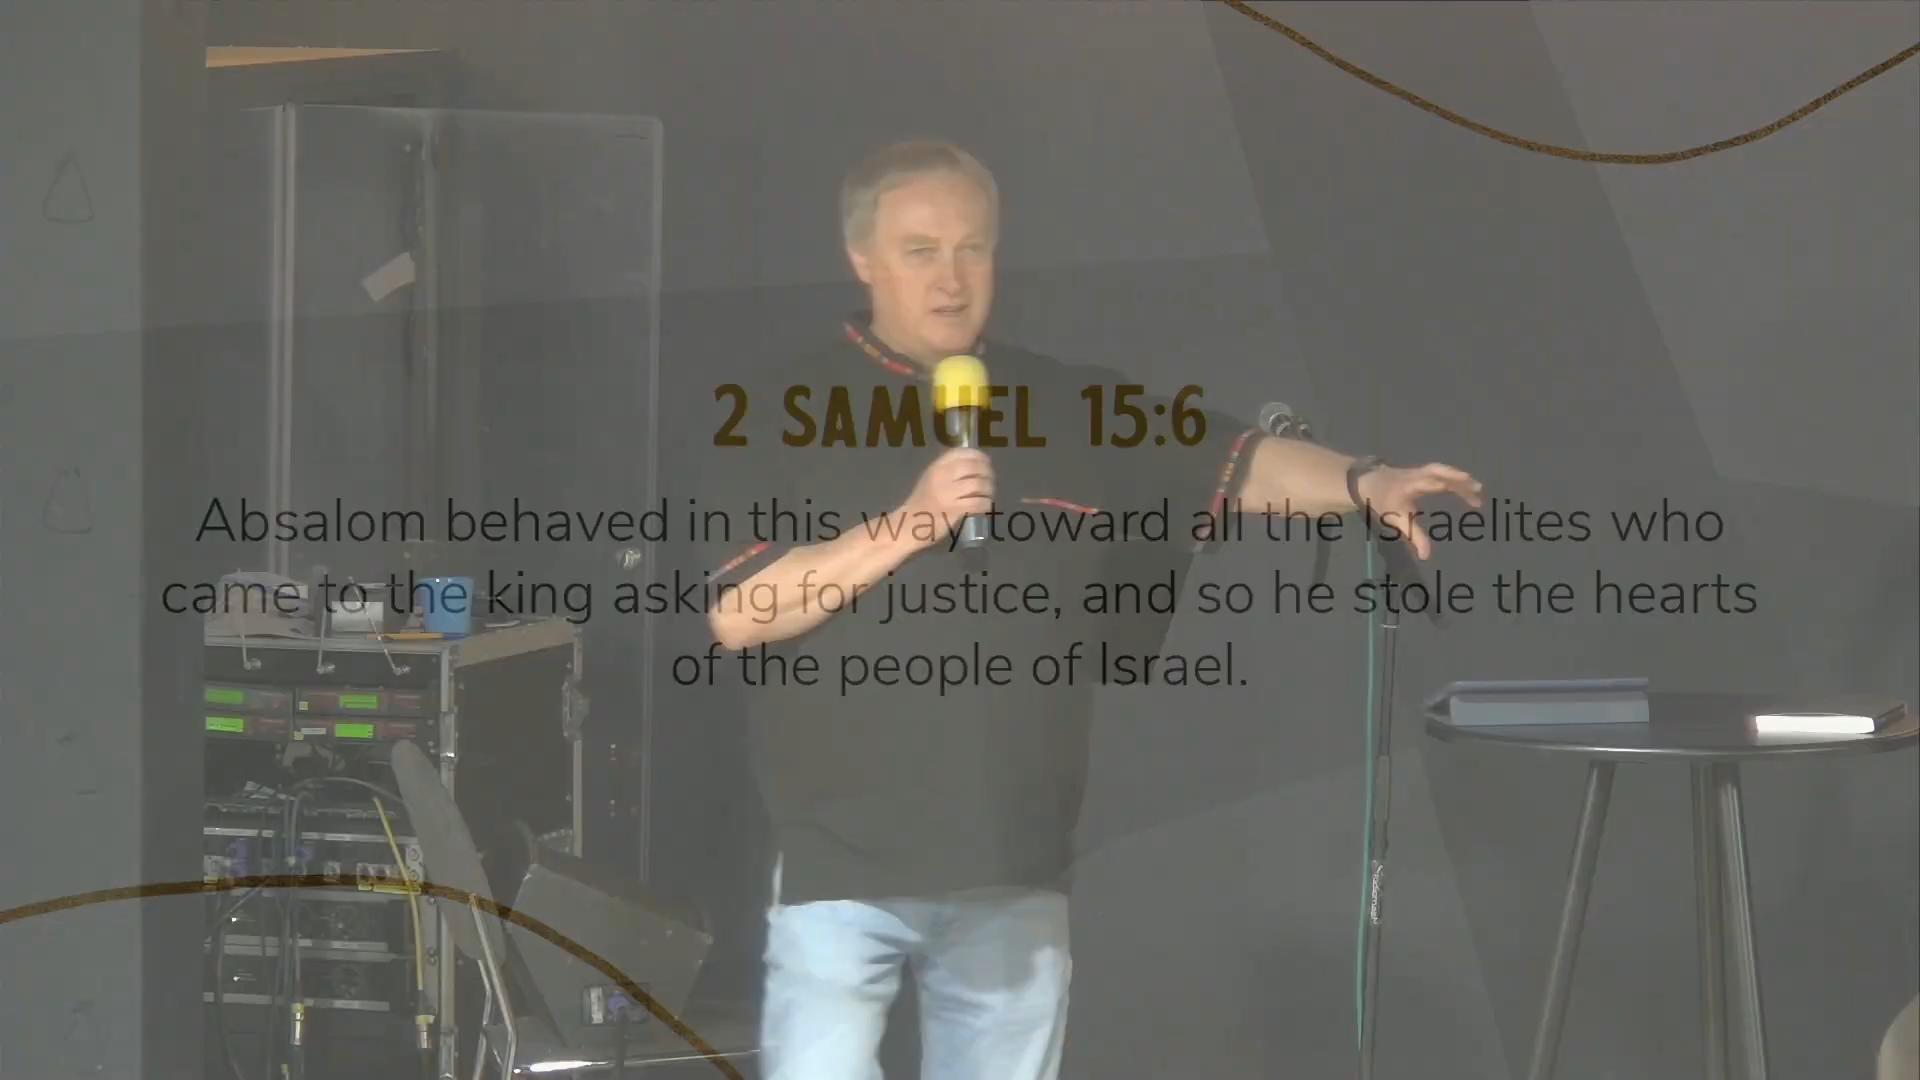 2 SAMUEL 15:6
Absalom behaved in this way toward all the Israelites who
came to the king asking for justice, and so he stole the hearts
of the people of Israel.